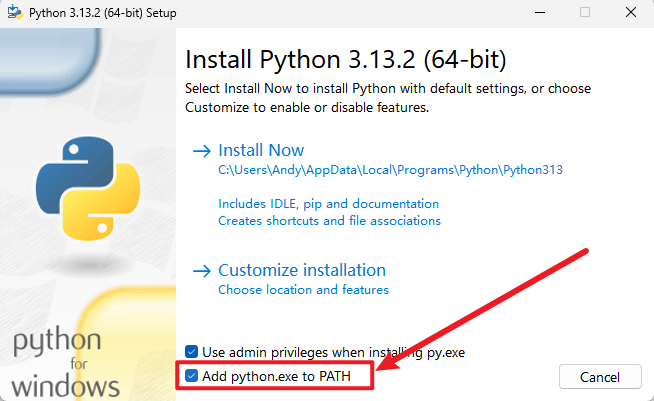 Python 3.13.2 (64-bit) Setup
Install Python 3.13.2 (64-bit)
Select Install Now to install Python with default settings, or choose
Customize to enable or disable features.
Install Now
C:\Users\Andy\AppData\Local\Programs\Python\Python313
Includes IDLE, pip and documentation
Creates shortcuts and file associations
Customize installation
Choose location and features
python
for
windows
Use admin privileges when installing py.exe
Add python.exe to PATH
Cancel